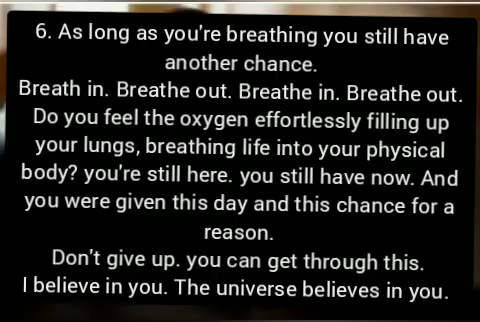 6. As long as you're breathing you still have
another chance.
Breath in. Breathe out. Breathe in. Breathe out.
Do you feel the oxygen effortlessly filling up
your lungs, breathing life into your physical
body? you're still here. you still have now. And
you were given this day and this chance for a
reason.
Don't give up. you can get through this.
I believe in you. The universe believes in you.